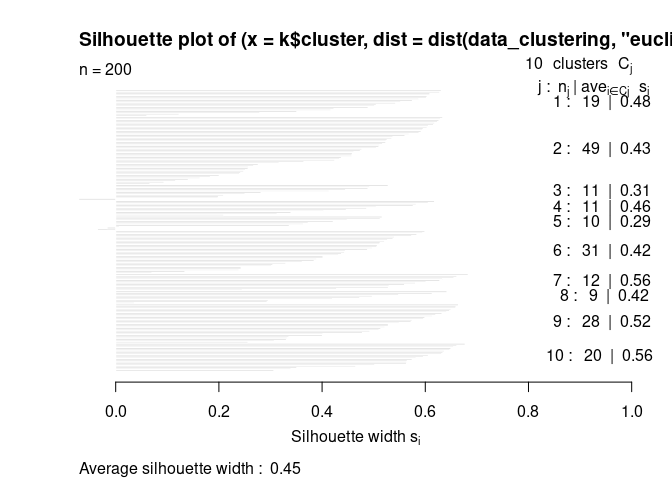 Silhouette plot of (x = k$cluster, dist = dist(data_clustering, "eucli
n = 200
10 clusters Cj
j : nj | avei∈Cj si
1 : 19 | 0.48
2 : 49 | 0.43
3 : 11 | 0.31
4 : 11 | 0.46
5 : 10 | 0.29
6 : 31 | 0.42
7 : 12 | 0.56
8 : 9 | 0.42
9 : 28 | 0.52
10 : 20 | 0.56
0.0 0.2 0.4 0.6 0.8 1.0
Silhouette width si
Average silhouette width : 0.45